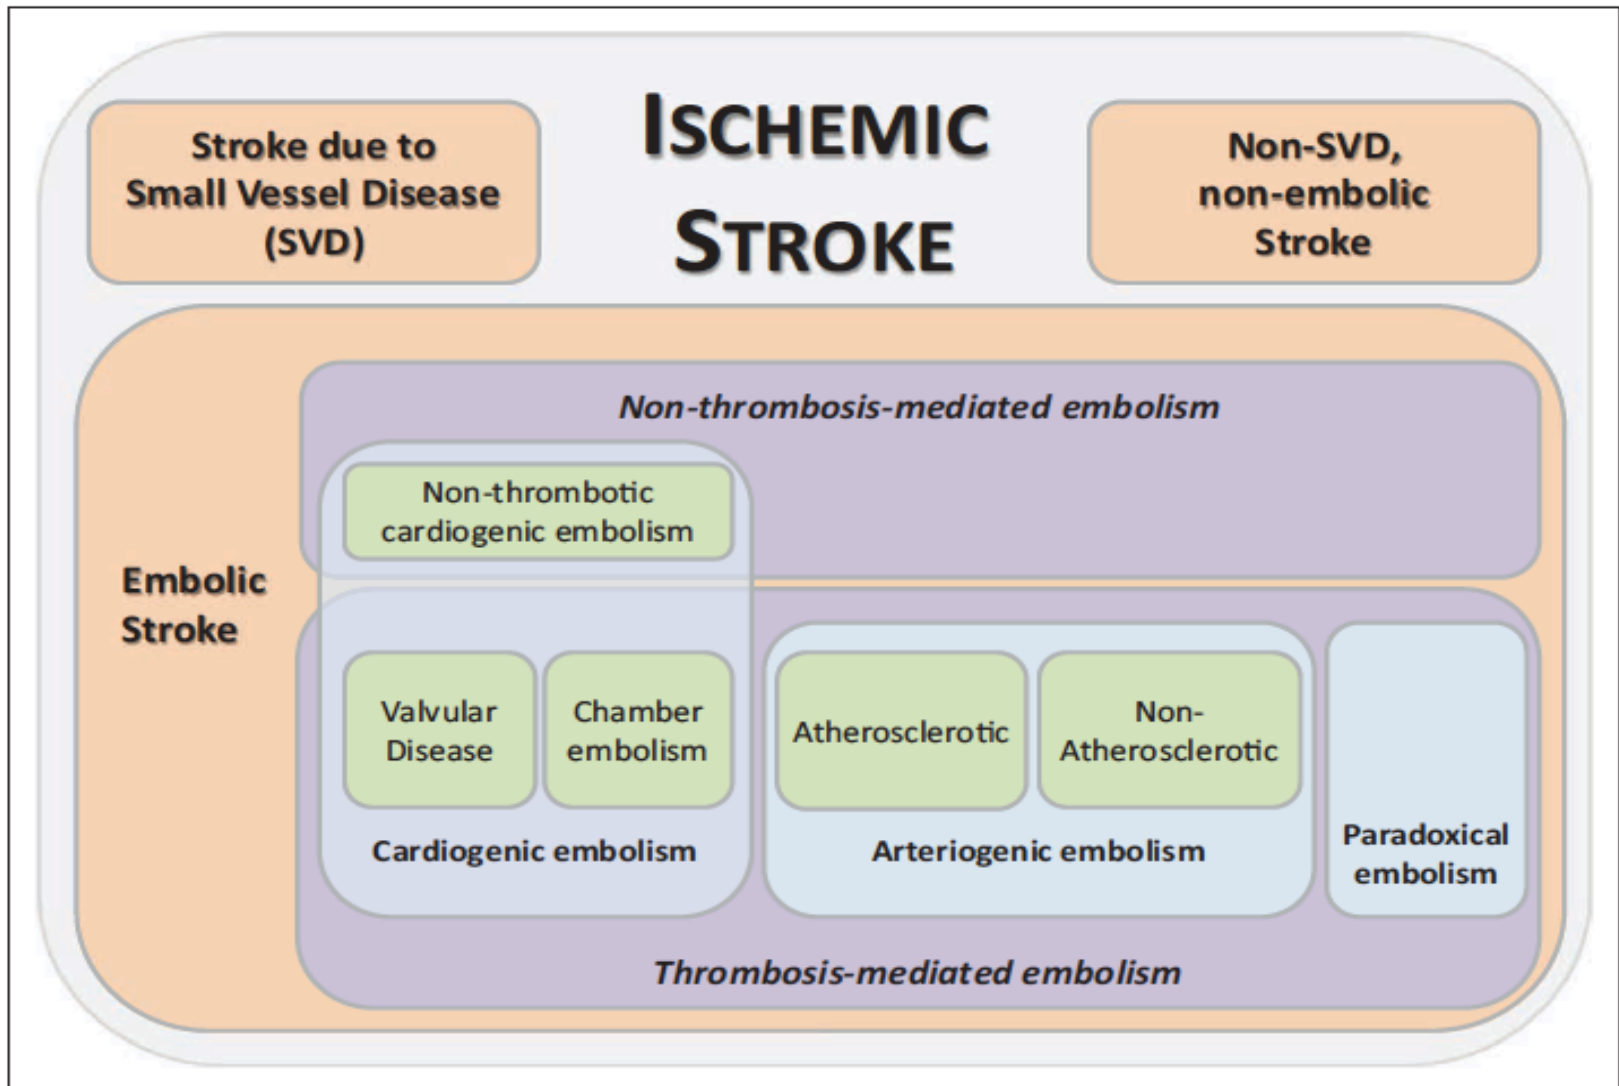 Stroke due to
Small Vessel Disease
(SVD)
ISCHEMIC
STROKE
Non-SVD,
non-embolic
Stroke
Non-thrombosis-mediated embolism
Non-thrombotic
cardiogenic embolism
Embolic
Stroke
Valvular
Disease
Chamber
embolism
Atherosclerotic
Non-
Atherosclerotic
Cardiogenic embolism
Arteriogenic embolism
Paradoxical
embolism
Thrombosis-mediated embolism